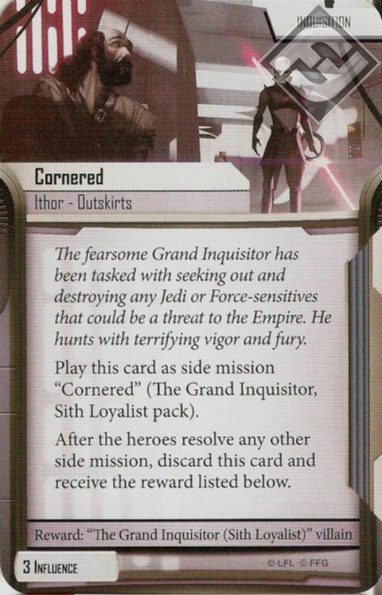 INQUISITION
Cornered
Ithor - Outskirts
The fearsome Grand Inquisitor has
been tasked with seeking out and
destroying any Jedi or Force-sensitives
that could be a threat to the Empire. He
hunts with terrifying vigor and fury.
Play this card as side mission
“Cornered” (The Grand Inquisitor,
Sith Loyalist pack).
After the heroes resolve any other
side mission, discard this card and
receive the reward listed below.
Reward: “The Grand Inquisitor (Sith Loyalist)” villain
3 Influence
© LFL © FFG